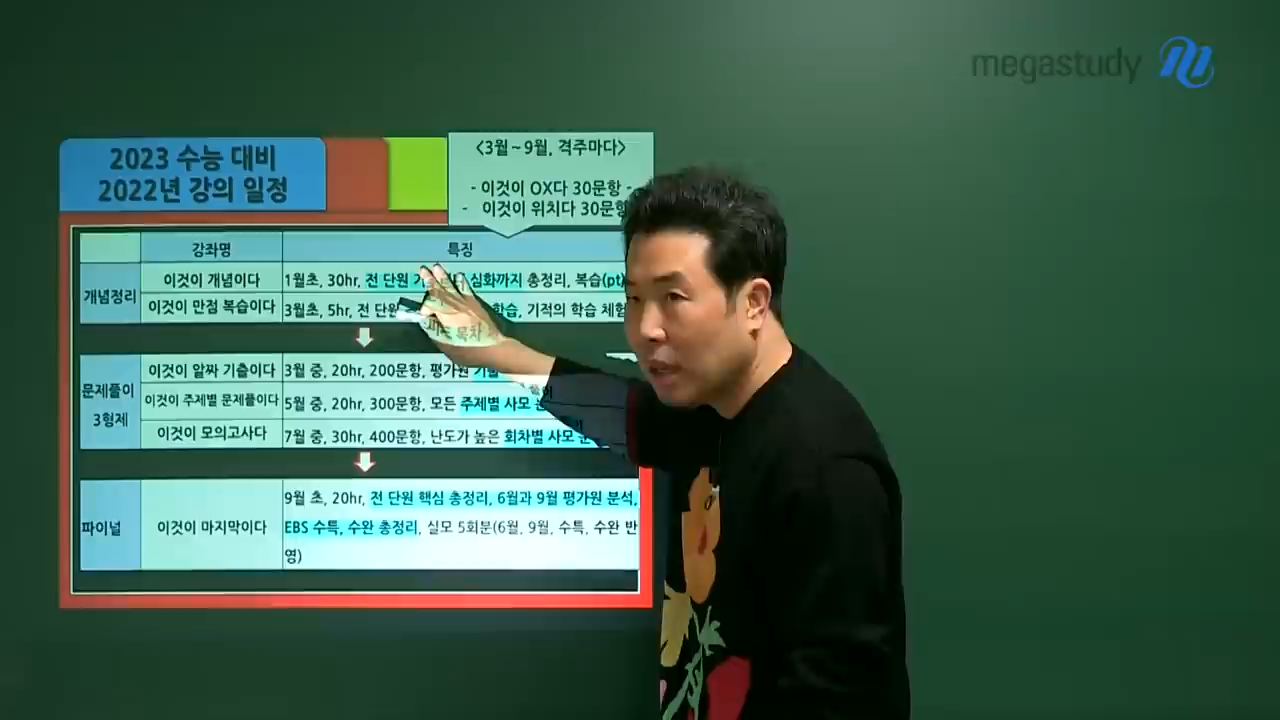 megastudy
2023 수능 대비
2022년 강의 일정
<3월~9월, 격주마다>
- 이것이 OX다 30문항 -
- 이것이 위치다 30문항
강좌명 특징
개념정리
이것이 개념이다 1월초, 30hr, 전 단원 심화까지 총정리, 복습(pt)
이것이 만점 복습이다 3월초, 5hr, 전 단원 학습, 기적의 학습 체험
목차
문제풀이
3형제
이것이 알짜 기출이다 3월 중, 20hr, 200문항, 평가원
이것이 주제별 문제풀이다 5월 중, 20hr, 300문항, 모든 주제별 사모
이것이 모의고사다 7월 중, 30hr, 400문항, 난도가 높은 회차별 사모
파이널
이것이 마지막이다
9월 초, 20hr, 전 단원 핵심 총정리, 6월과 9월 평가원 분석,
EBS 수특, 수완 총정리, 실모 5회분(6월, 9월, 수특, 수완 반
영)